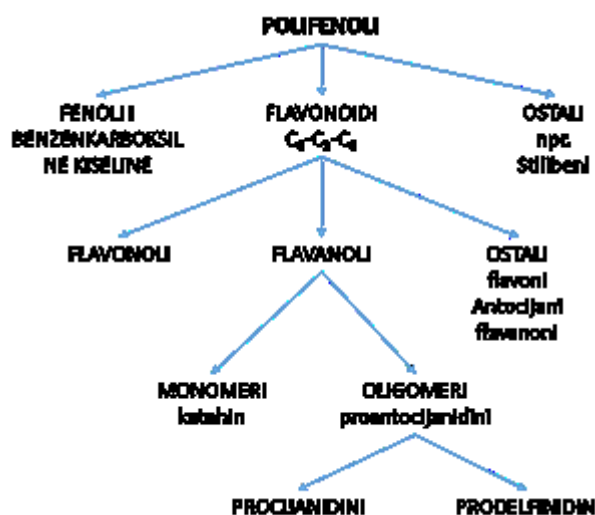 POLIFENOLI
FENOLI I
BENZENKARBOKSIL
NE KISELINE
FLAVONOIDI
C₆-C₃-C₆
OSTALI
npr.
Stilbeni
FLAVONOLI
FLAVANOLI
OSTALI
flavoni
Antocijani
flavanoni
MONOMERI
katehin
OLIGOMERI
proantocijanidini
PROCIJANIDINI
PRODELFINIDIN